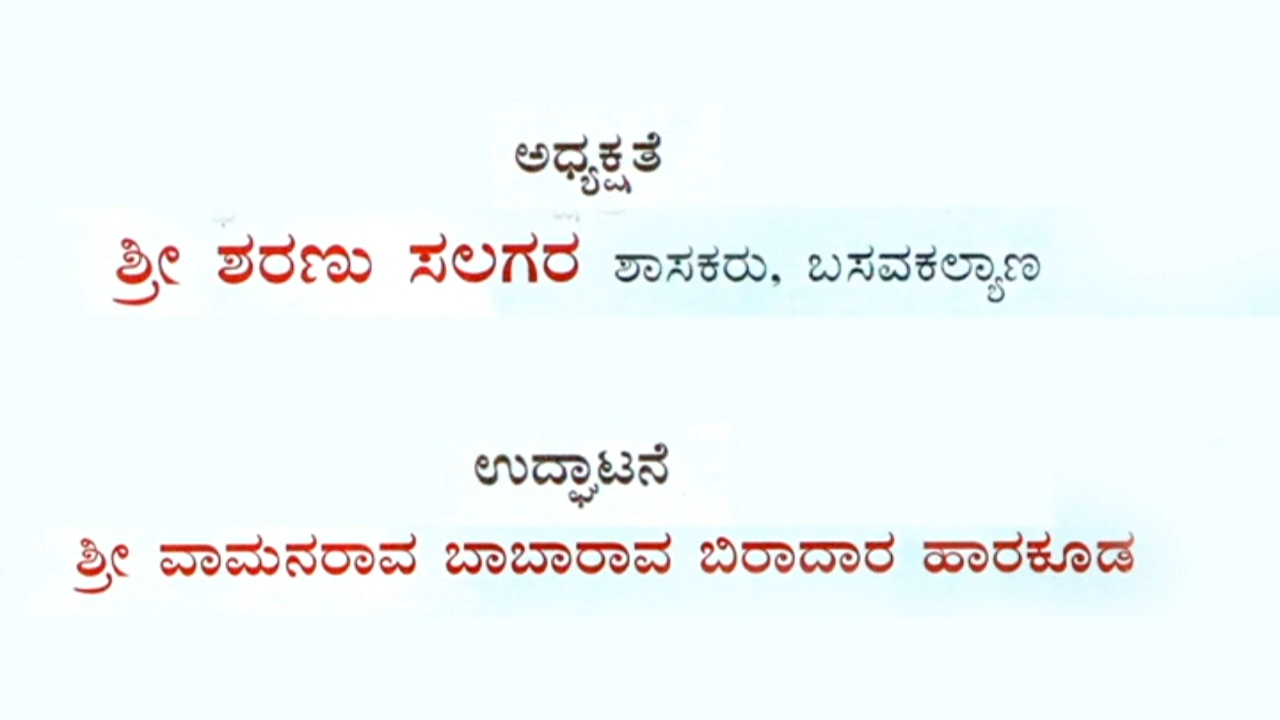 ಅಧ್ಯಕ್ಷತೆ
ಶ್ರೀ ಶರಣು ಸಲಗರ ಶಾಸಕರು, ಬಸವಕಲ್ಯಾಣ
ಉದ್ಘಾಟನೆ
ಶ್ರೀ ವಾಮನರಾವ ಬಾಬಾರಾವ ಬಿರಾದಾರ ಹಾರಕೂಡ